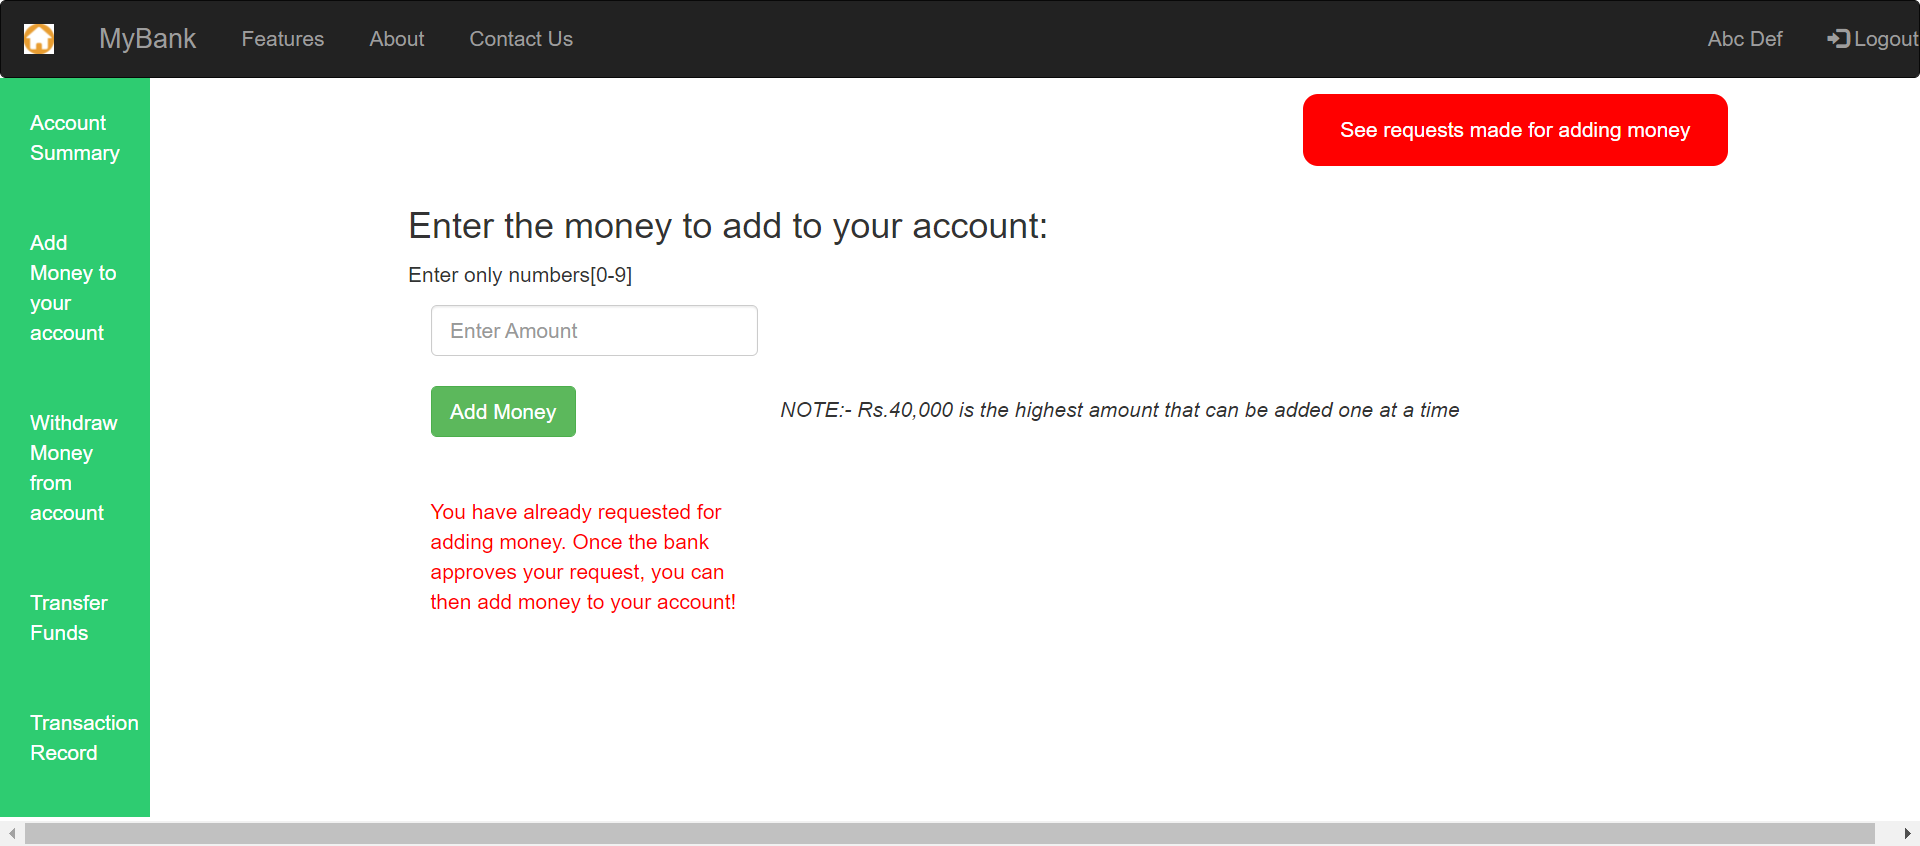 MyBank Features About Contact Us Abc Def Logout
Account
Summary
Add
Money to
your
account
Withdraw
Money
from
account
Transfer
Funds
Transaction
Record
See requests made for adding money
Enter the money to add to your account:
Enter only numbers[0-9]
Enter Amount
Add Money
NOTE:- Rs.40,000 is the highest amount that can be added one at a time
You have already requested for
adding money. Once the bank
approves your request, you can
then add money to your account!